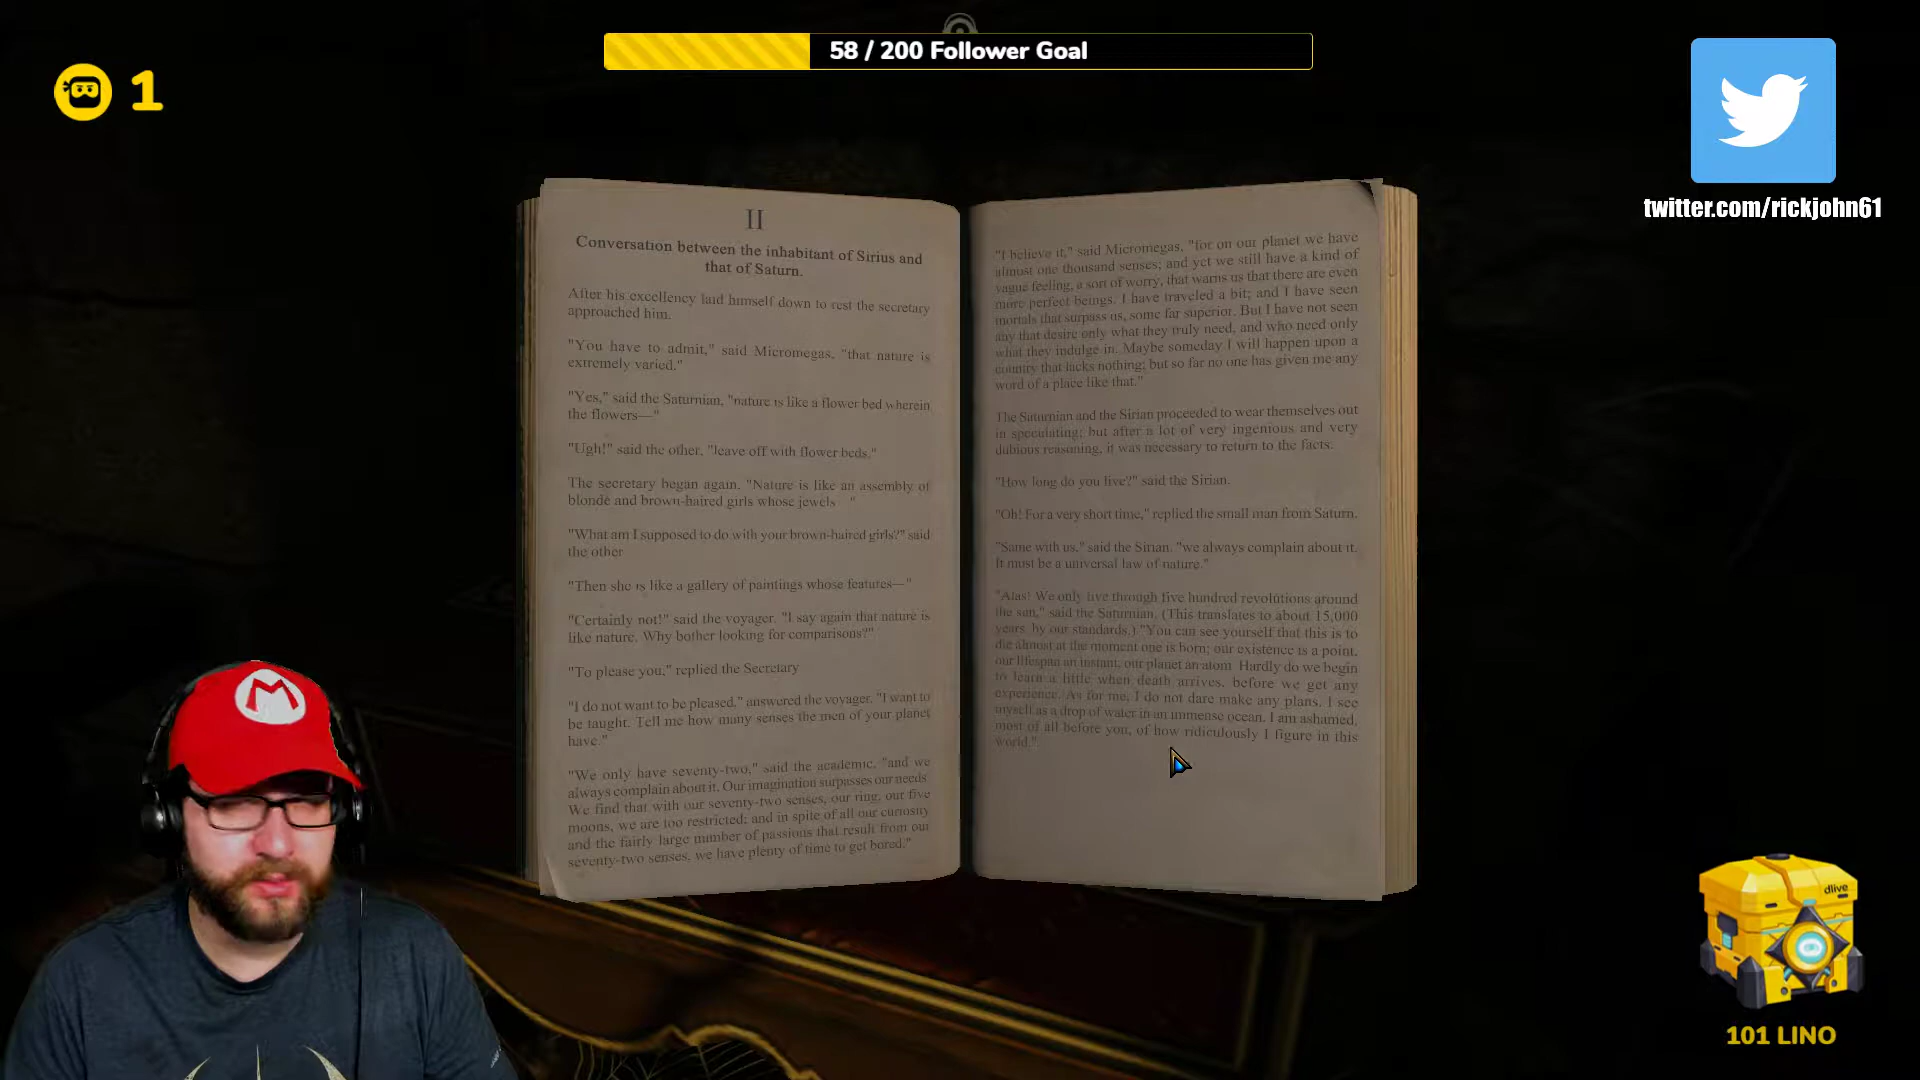 58 / 200 Follower Goal
1
twitter.com/rickjohn61
II
Conversation between the inhabitant of Sirius and
that of Saturn.
After his excellency laid himself down to rest the secretary
approached him.
"You have to admit," said Micromegas, "that nature is
extremely varied."
"Yes," said the Saturnian, "nature is like a flower bed wherein
the flowers—"
"Ugh!" said the other, "leave off with flower beds."
The secretary began again. "Nature is like an assembly of
blonde and brown-haired girls whose jewels—"
"What am I supposed to do with your brown-haired girls?" said
the other
"Then she is like a gallery of paintings whose features—"
"Certainly not!" said the voyager. "I say again that nature is
like nature. Why bother looking for comparisons?"
"To please you," replied the Secretary
"I do not want to be pleased," answered the voyager. "I want to
be taught. Tell me how many senses the men of your planet
have."
"We only have seventy-two," said the academic, "and we
always complain about it. Our imagination surpasses our needs.
We find that with our seventy-two senses, our ring, our five
moons, we are too restricted; and in spite of all our curiosity
and the fairly large number of passions that result from our
seventy-two senses, we have plenty of time to get bored."
"I believe it," said Micromegas, "for on our planet we have
almost one thousand senses; and yet we still have a kind of
vague feeling, a sort of worry, that warns us that there are even
more perfect beings. I have traveled a bit; and I have seen
mortals that surpass us, some far superior. But I have not seen
any that desire only what they truly need, and who need only
what they indulge in. Maybe someday I will happen upon a
country that lacks nothing; but so far no one has given me any
word of a place like that."
The Saturnian and the Sirian proceeded to wear themselves out
in speculating; but after a lot of very ingenious and very
dubious reasoning, it was necessary to return to the facts.
"How long do you live?" said the Sirian.
"Oh! For a very short time," replied the small man from Saturn.
"Same with us," said the Sirian. "we always complain about it.
It must be a universal law of nature."
"Alas! We only live through five hundred revolutions around
the sun," said the Saturnian. (This translates to about 15,000
years, by our standards.) "You can see yourself that this is to
die almost at the moment one is born; our existence is a point,
our lifespan an instant, our planet an atom. Hardly do we begin
to learn a little when death arrives, before we get any
experience. As for me, I do not dare make any plans. I see
myself as a drop of water in an immense ocean. I am ashamed,
most of all before you, of how ridiculously I figure in this
world."
M
dlive
101 LINO